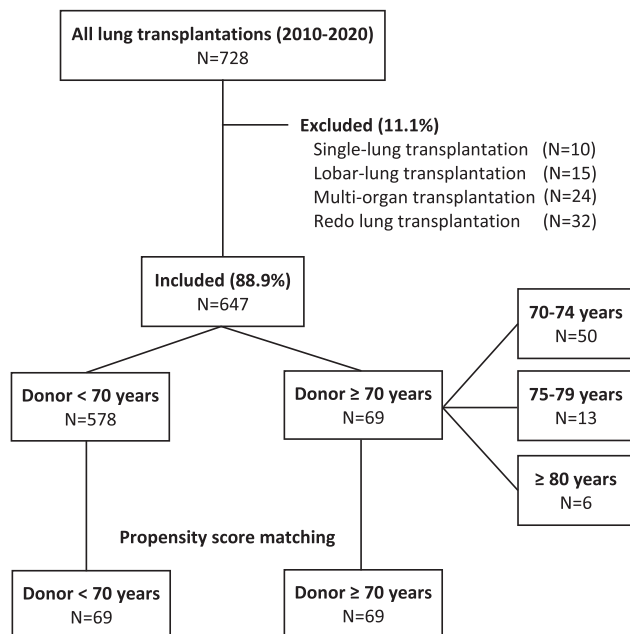 All lung transplantations (2010-2020)
N=728
Excluded (11.1%)
Single-lung transplantation (N=10)
Lobar-lung transplantation (N=15)
Multi-organ transplantation (N=24)
Redo lung transplantation (N=32)
Included (88.9%)
N=647
70-74 years
N=50
Donor < 70 years
N=578
Donor ≥ 70 years
N=69
75-79 years
N=13
≥ 80 years
N=6
Propensity score matching
Donor < 70 years
N=69
Donor ≥ 70 years
N=69